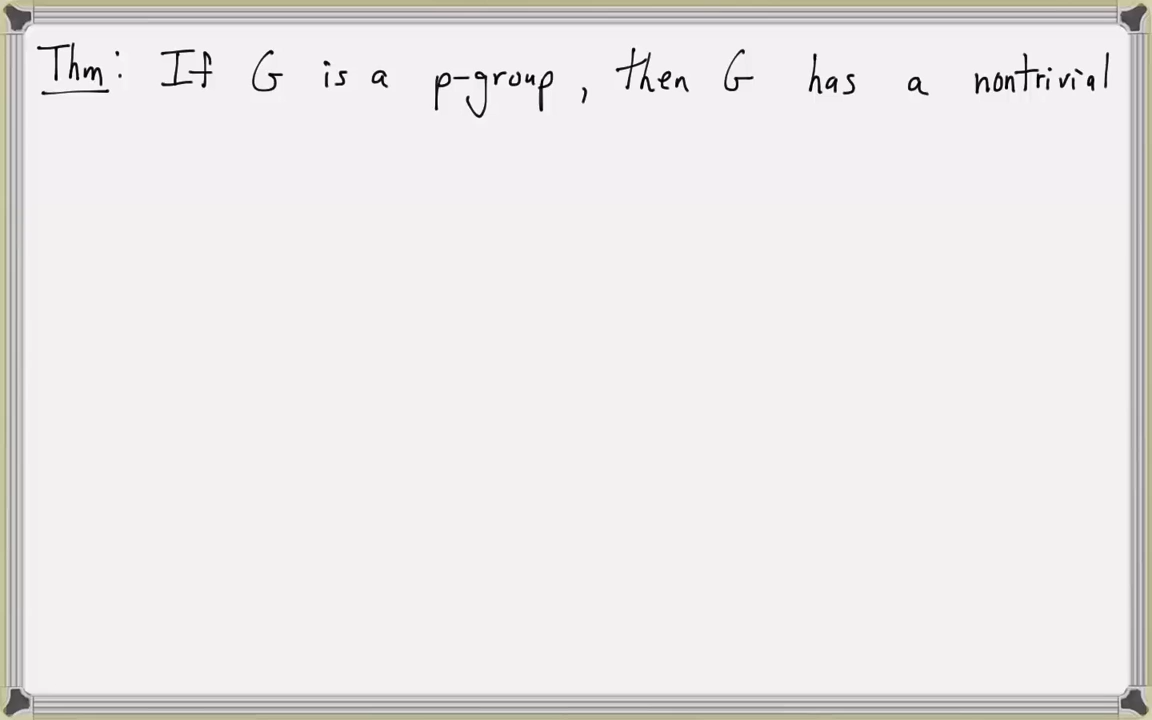 Thm: If G is a p-group, then G has a nontrivial